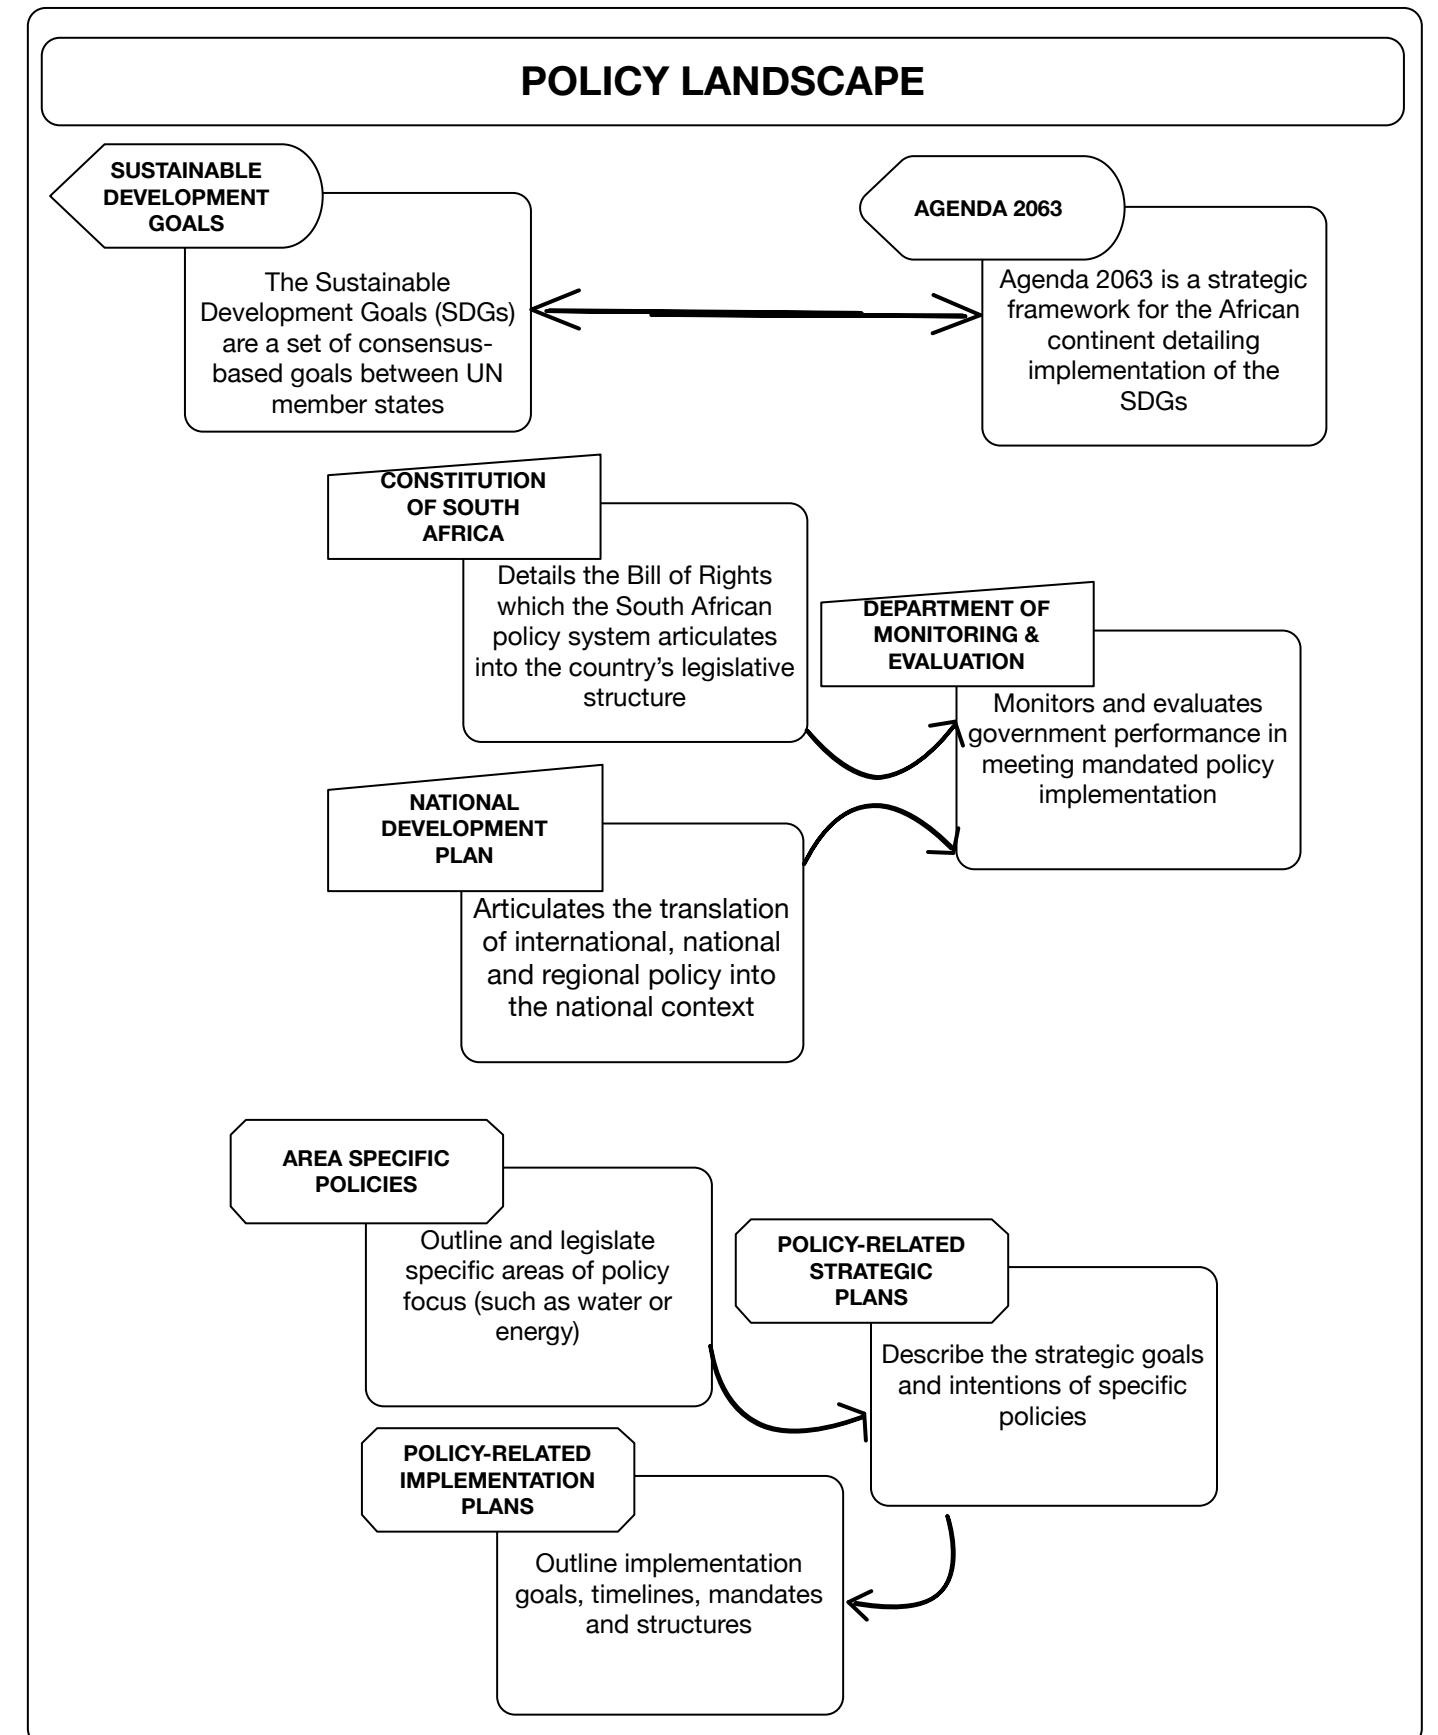 POLICY LANDSCAPE
SUSTAINABLE
DEVELOPMENT
GOALS
The Sustainable
Development Goals (SDGs)
are a set of consensus-
based goals between UN
member states
AGENDA 2063
Agenda 2063 is a strategic
framework for the African
continent detailing
implementation of the
SDGs
CONSTITUTION
OF SOUTH
AFRICA
Details the Bill of Rights
which the South African
policy system articulates
into the country’s legislative
structure
DEPARTMENT OF
MONITORING &
EVALUATION
Monitors and evaluates
government performance in
meeting mandated policy
implementation
NATIONAL
DEVELOPMENT
PLAN
Articulates the translation
of international, national
and regional policy into
the national context
AREA SPECIFIC
POLICIES
Outline and legislate
specific areas of policy
focus (such as water or
energy)
POLICY-RELATED
STRATEGIC
PLANS
Describe the strategic goals
and intentions of specific
policies
POLICY-RELATED
IMPLEMENTATION
PLANS
Outline implementation
goals, timelines, mandates
and structures